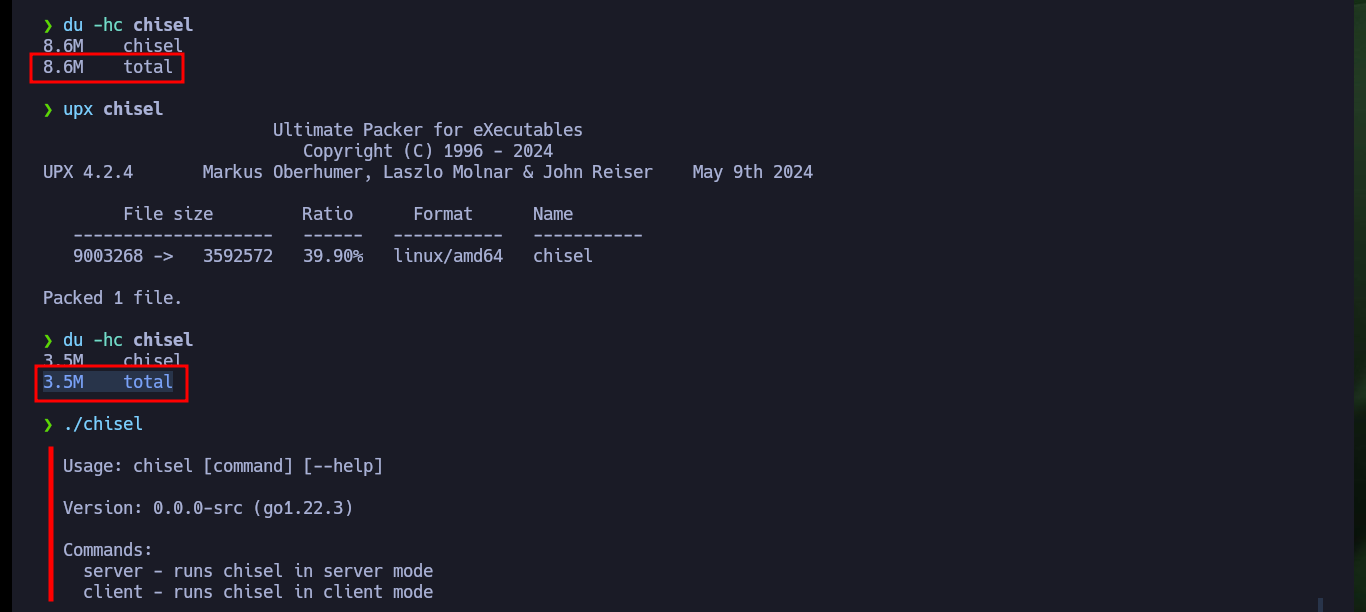 ❯ du -hc chisel
8.6M    chisel
8.6M    total
❯ upx chisel
                       Ultimate Packer for eXecutables
                          Copyright (C) 1996 - 2024
UPX 4.2.4       Markus Oberhumer, Laszlo Molnar & John Reiser    May 9th 2024
        File size         Ratio      Format      Name
   --------------------   ------   -----------   -----------
   9003268 ->   3592572   39.90%   linux/amd64   chisel
Packed 1 file.
❯ du -hc chisel
3.5M    chisel
3.5M    total
❯ ./chisel
  Usage: chisel [command] [--help]
  Version: 0.0.0-src (go1.22.3)
  Commands:
    server - runs chisel in server mode
    client - runs chisel in client mode